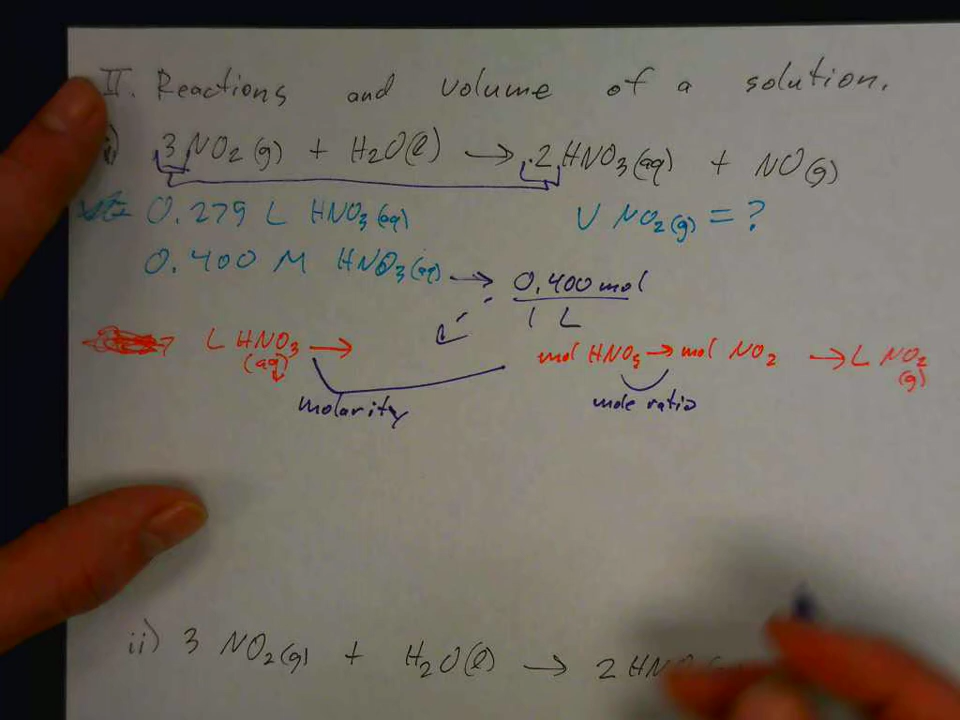 II. Reactions and volume of a solution.
i) 3 NO2(g) + H2O(l) → 2 HNO3(aq) + NO(g)
0.279 L HNO3(aq) V NO2(g) = ?
0.400 M HNO3(aq) → 0.400 mol
1 L
L HNO3 → mol HNO3 → mol NO2 → L NO2
(aq) (g)
molarity mole ratio
ii) 3 NO2(g) + H2O(l) → 2 HN